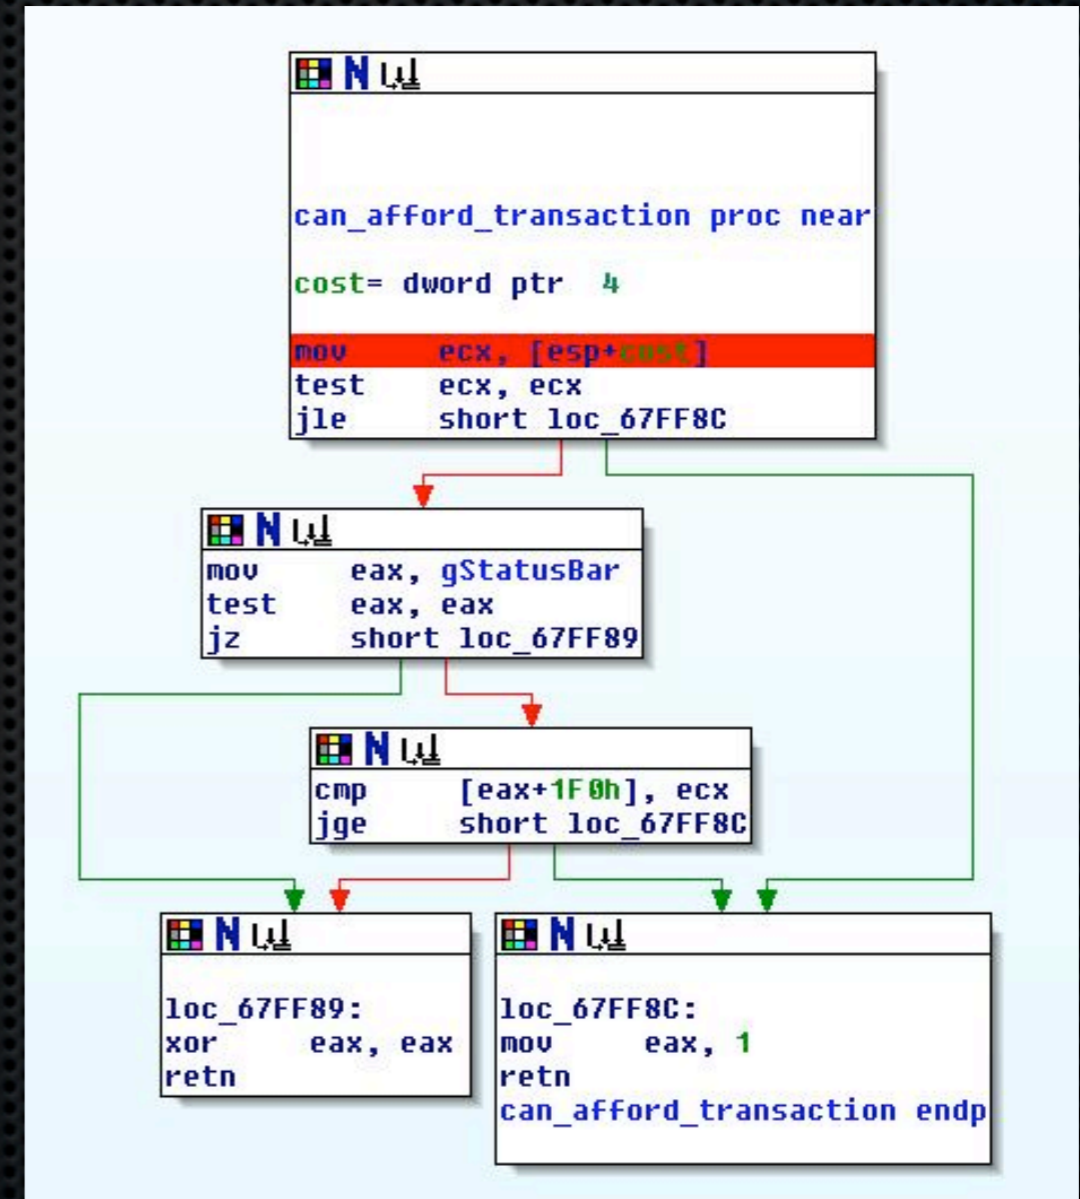 N
can_afford_transaction proc near
cost= dword ptr  4
mov      ecx, [esp+cost]
test     ecx, ecx
jle      short loc_67FF8C
N
mov      eax, gStatusBar
test     eax, eax
jz       short loc_67FF89
N
cmp      [eax+1F0h], ecx
jge      short loc_67FF8C
N
loc_67FF89:
xor      eax, eax
retn
N
loc_67FF8C:
mov      eax, 1
retn
can_afford_transaction endp